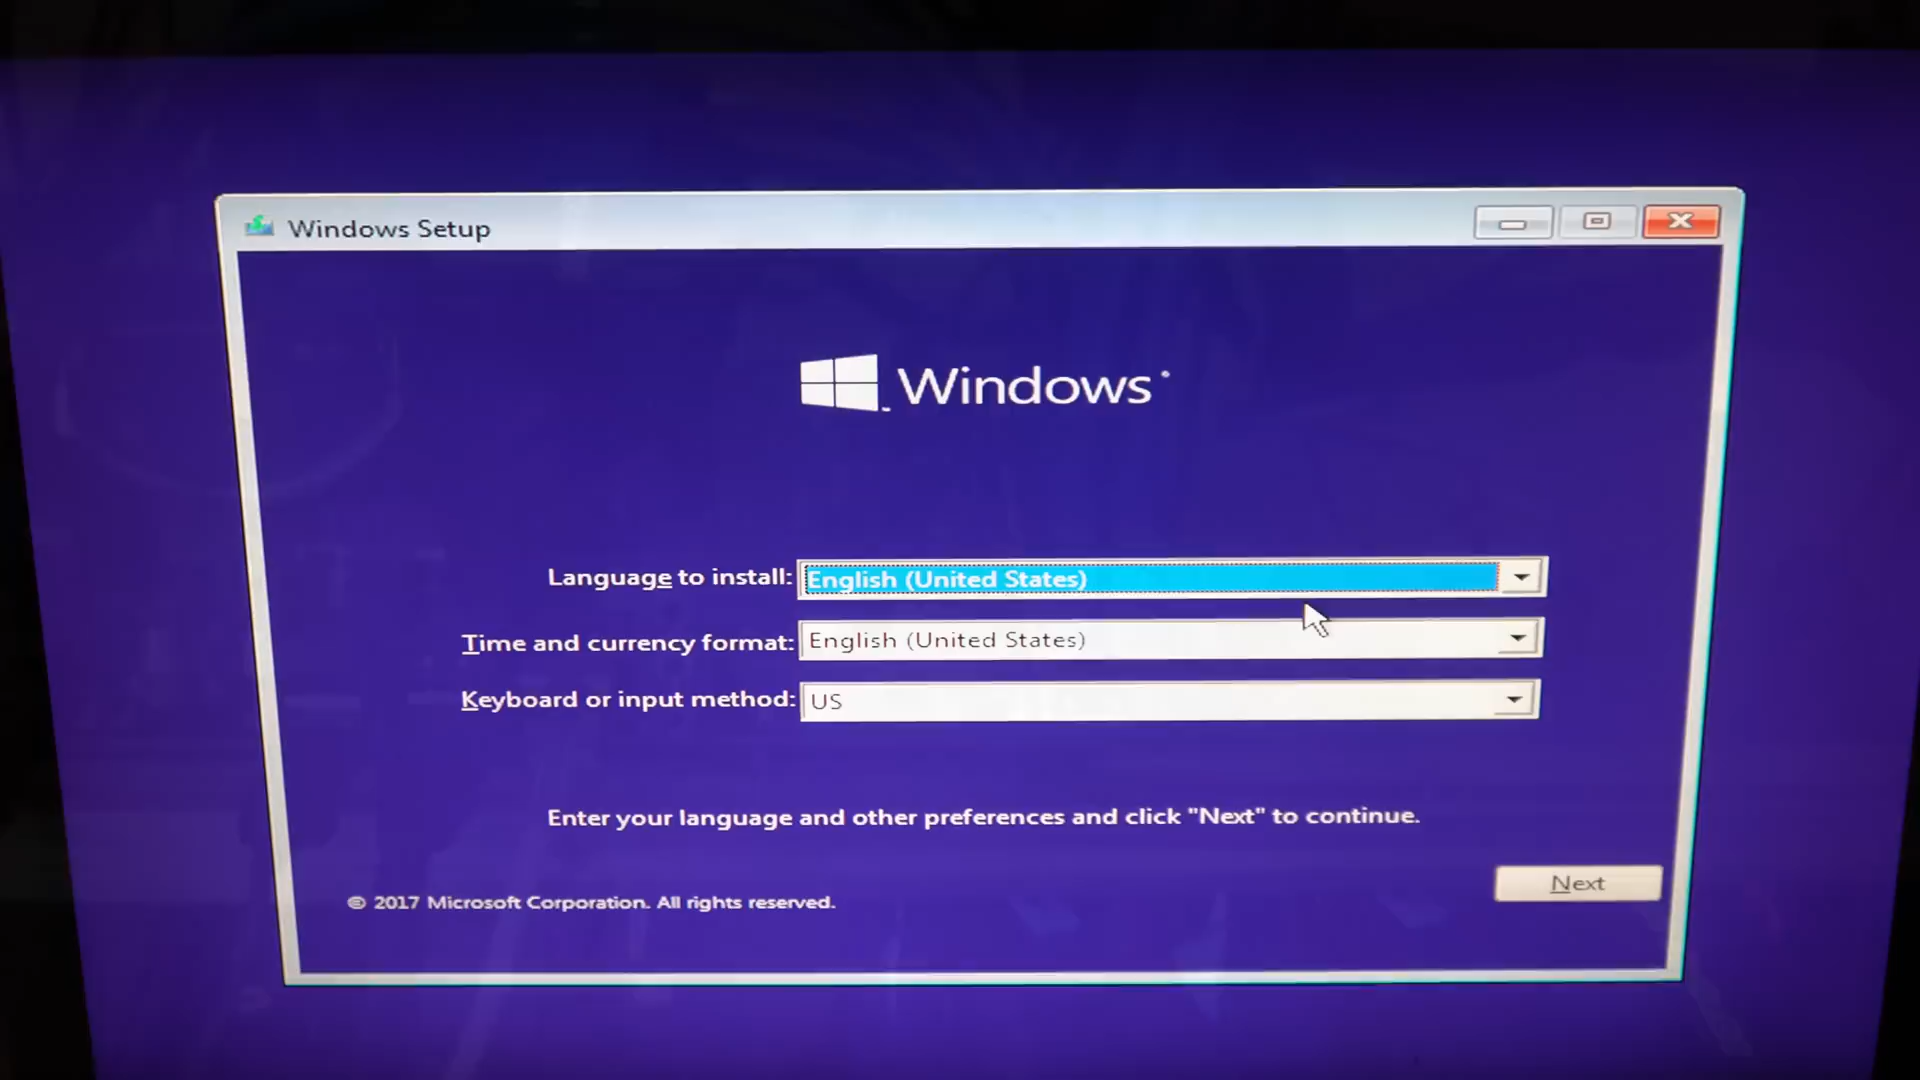 Windows Setup
Windows
Language to install: English (United States)
Time and currency format: English (United States)
Keyboard or input method: US
Enter your language and other preferences and click "Next" to continue.
Next
© 2017 Microsoft Corporation. All rights reserved.